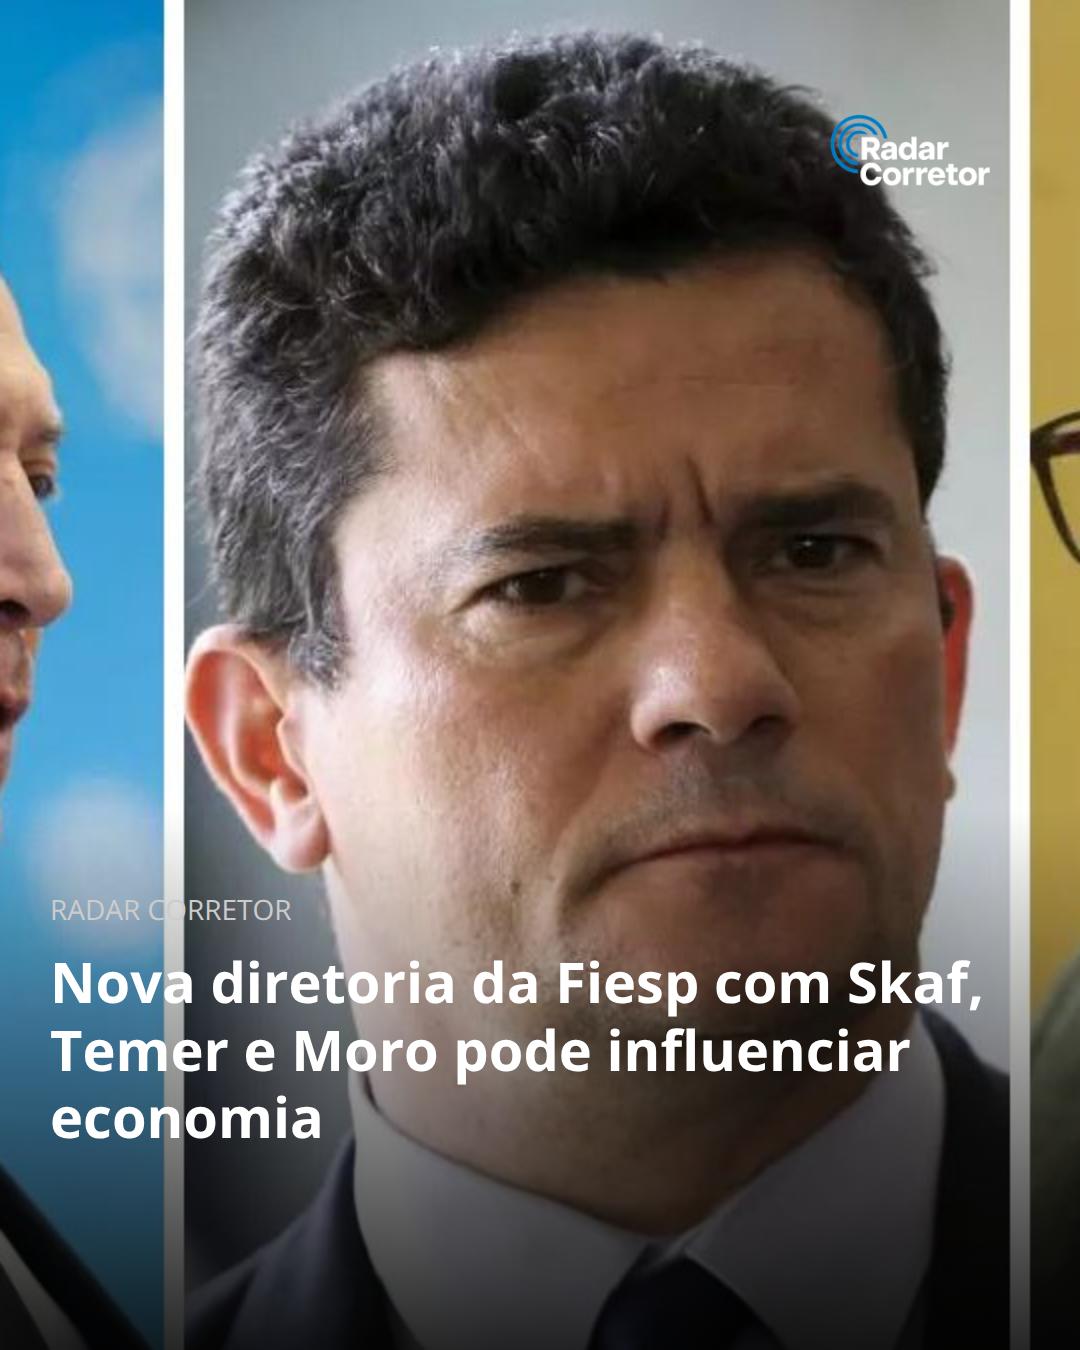 Radar
Corretor
RADAR CORRETOR
Nova diretoria da Fiesp com Skaf,
Temer e Moro pode influenciar
economia